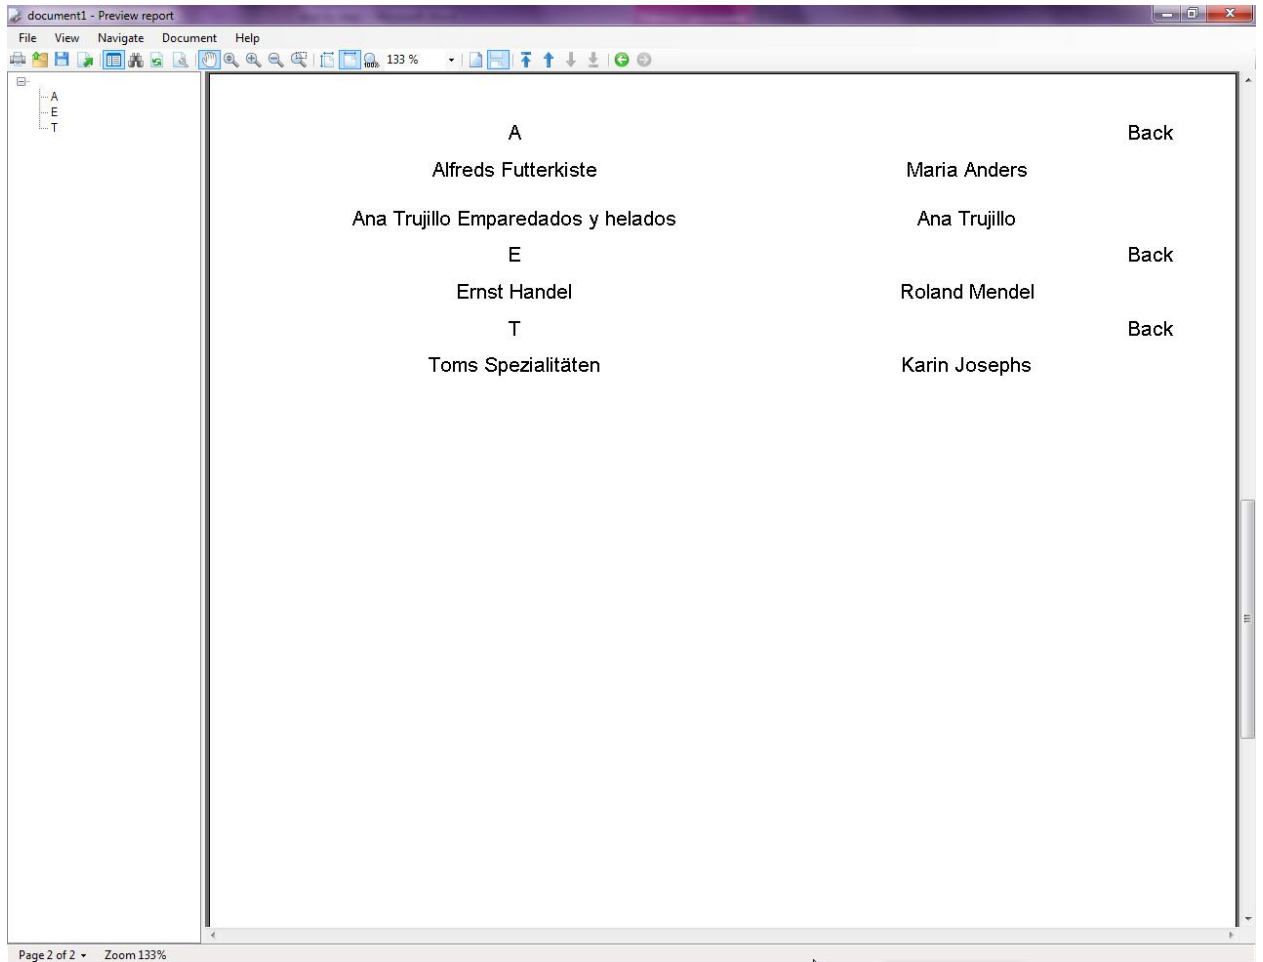 document1 - Preview report
File View Navigate Document Help
100% 133 %
A
E
T
A Back
Alfreds Futterkiste Maria Anders
Ana Trujillo Emparedados y helados Ana Trujillo
E Back
Ernst Handel Roland Mendel
T Back
Toms Spezialitäten Karin Josephs
Page 2 of 2 Zoom 133%